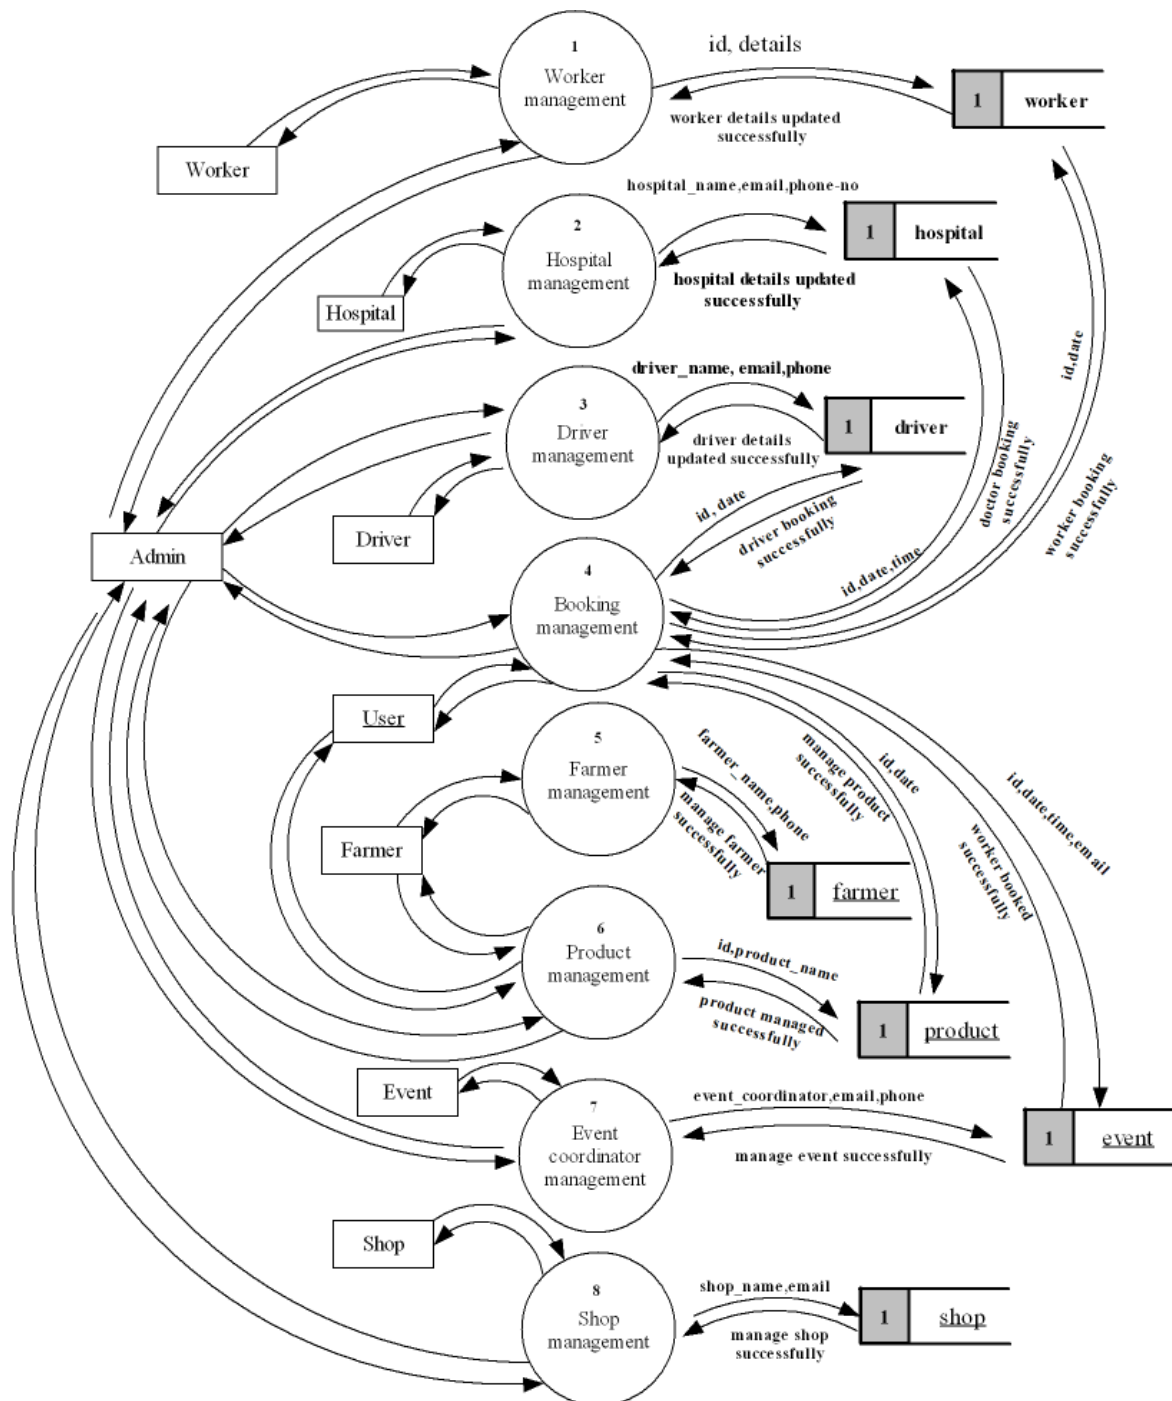 1
Worker
management
id, details
worker details updated
successfully
1
worker
Worker
hospital_name,email,phone-no
2
Hospital
management
1
hospital
hospital details updated
successfully
Hospital
driver_name, email,phone
3
Driver
management
1
driver
driver details
updated successfully
Driver
id,date
doctor booking
successfully
worker booking
successfully
id, date
driver booking
successfully
id,date,time
Admin
4
Booking
management
User
5
Farmer
management
farmer_name,phone
manage farmer
successfully
manage product
successfully
id,date
worker booked
successfully
id,date,time,email
Farmer
1
farmer
6
Product
management
id,product_name
product managed
successfully
1
product
Event
7
Event
coordinator
management
event_coordinator,email,phone
manage event successfully
1
event
Shop
8
Shop
management
shop_name,email
manage shop
successfully
1
shop